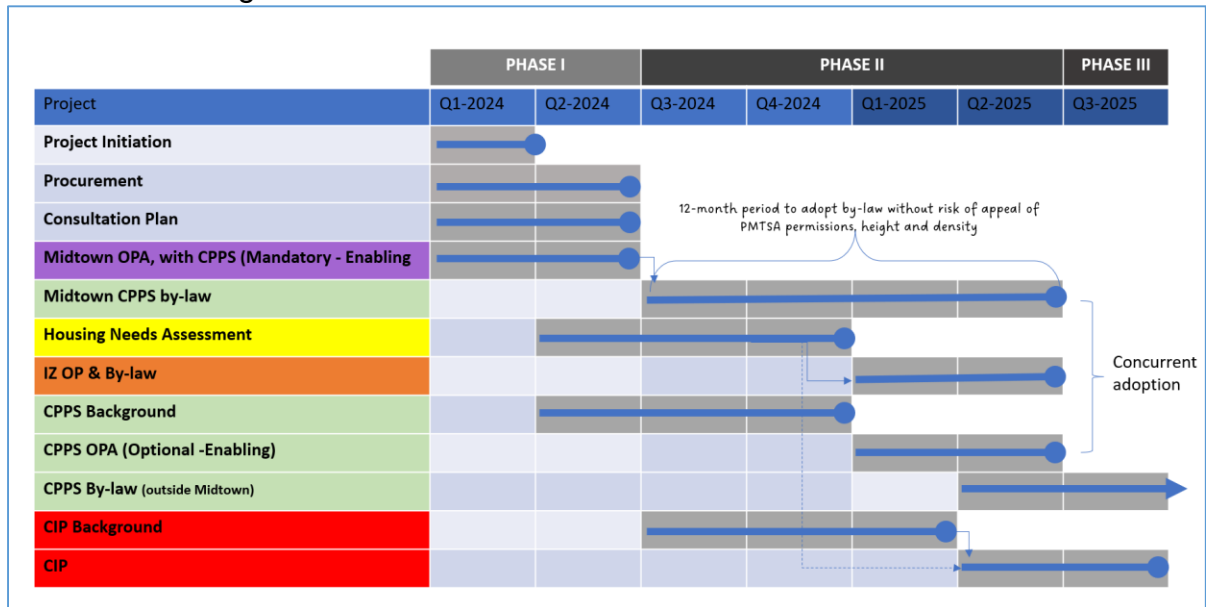 PHASE I PHASE II PHASE III
Project Q1-2024 Q2-2024 Q3-2024 Q4-2024 Q1-2025 Q2-2025 Q3-2025
Project Initiation
Procurement
Consultation Plan
12-month period to adopt by-law without risk of appeal of
PMTSA permissions, height and density
Midtown OPA, with CPPS (Mandatory - Enabling
Midtown CPPS by-law
Housing Needs Assessment
IZ OP & By-law
Concurrent
adoption
CPPS Background
CPPS OPA (Optional -Enabling)
CPPS By-law (outside Midtown)
CIP Background
CIP